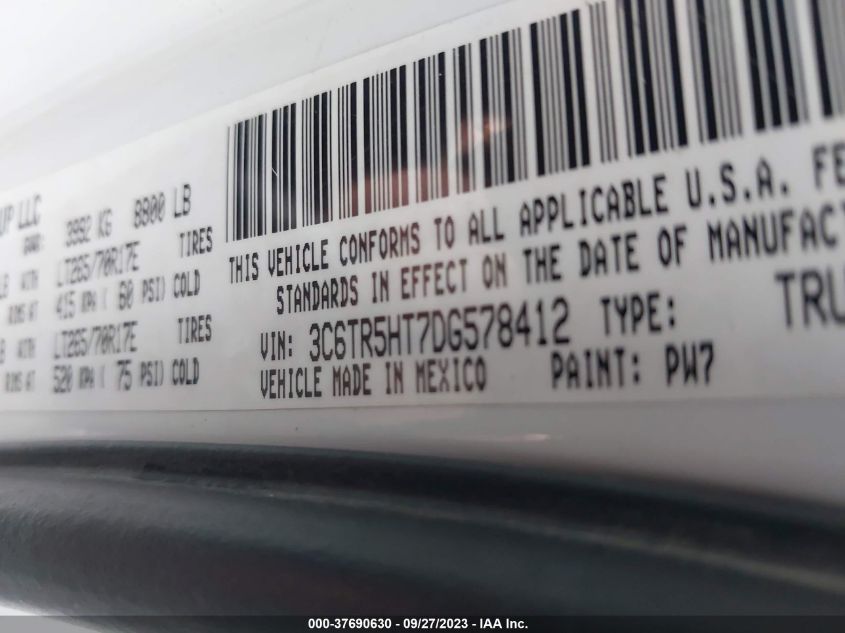 UP LLC
3992 KG 8800 LB
LB WITH LT265/70R17E TIRES
RIMS AT 415 KPA ( 60 PSI) COLD
LB WITH LT265/70R17E TIRES
RIMS AT 520 KPA ( 75 PSI) COLD
THIS VEHICLE CONFORMS TO ALL APPLICABLE U.S.A. FE
STANDARDS IN EFFECT ON THE DATE OF MANUFAC
VIN: 3C6TR5HT7DG578412 TYPE: TRU
VEHICLE MADE IN MEXICO PAINT: PW7
000-37690630 - 09/27/2023 - IAA Inc.